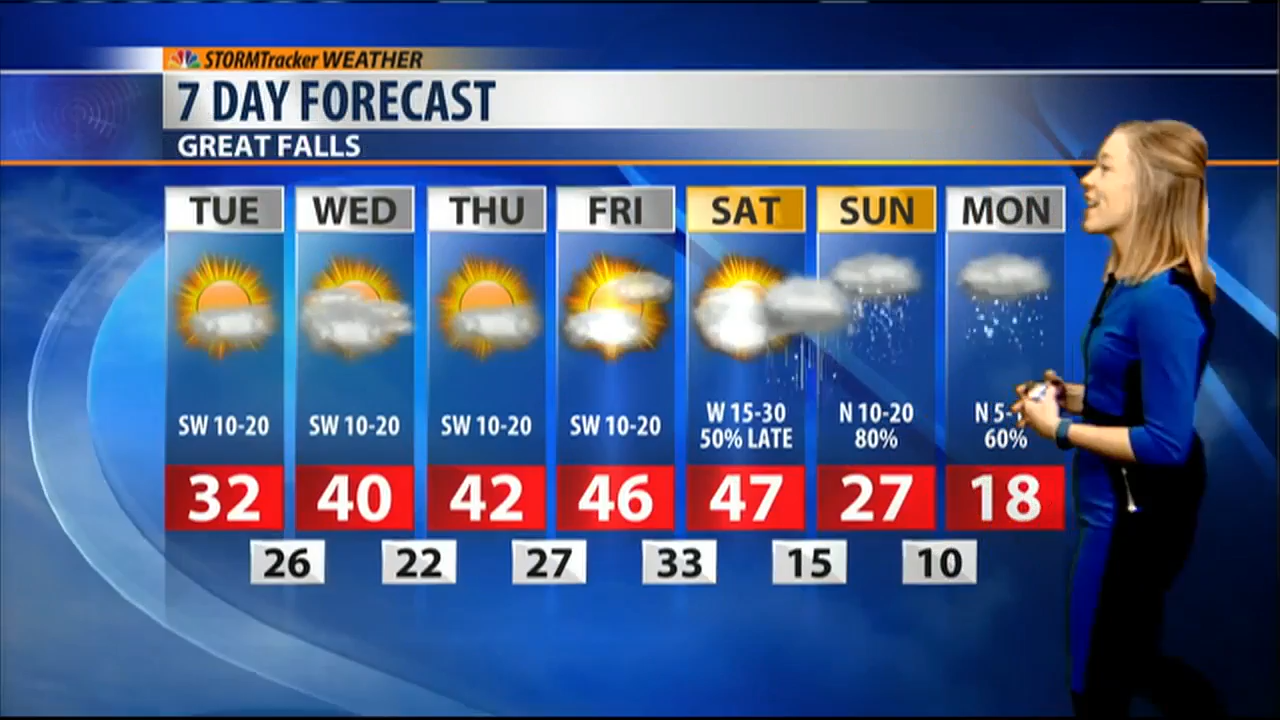 STORMTracker WEATHER
7 DAY FORECAST
GREAT FALLS
TUE WED THU FRI SAT SUN MON
SW 10-20 SW 10-20 SW 10-20 SW 10-20 W 15-30 N 10-20 N 5-
50% LATE 80% 60%
32 40 42 46 47 27 18
26 22 27 33 15 10